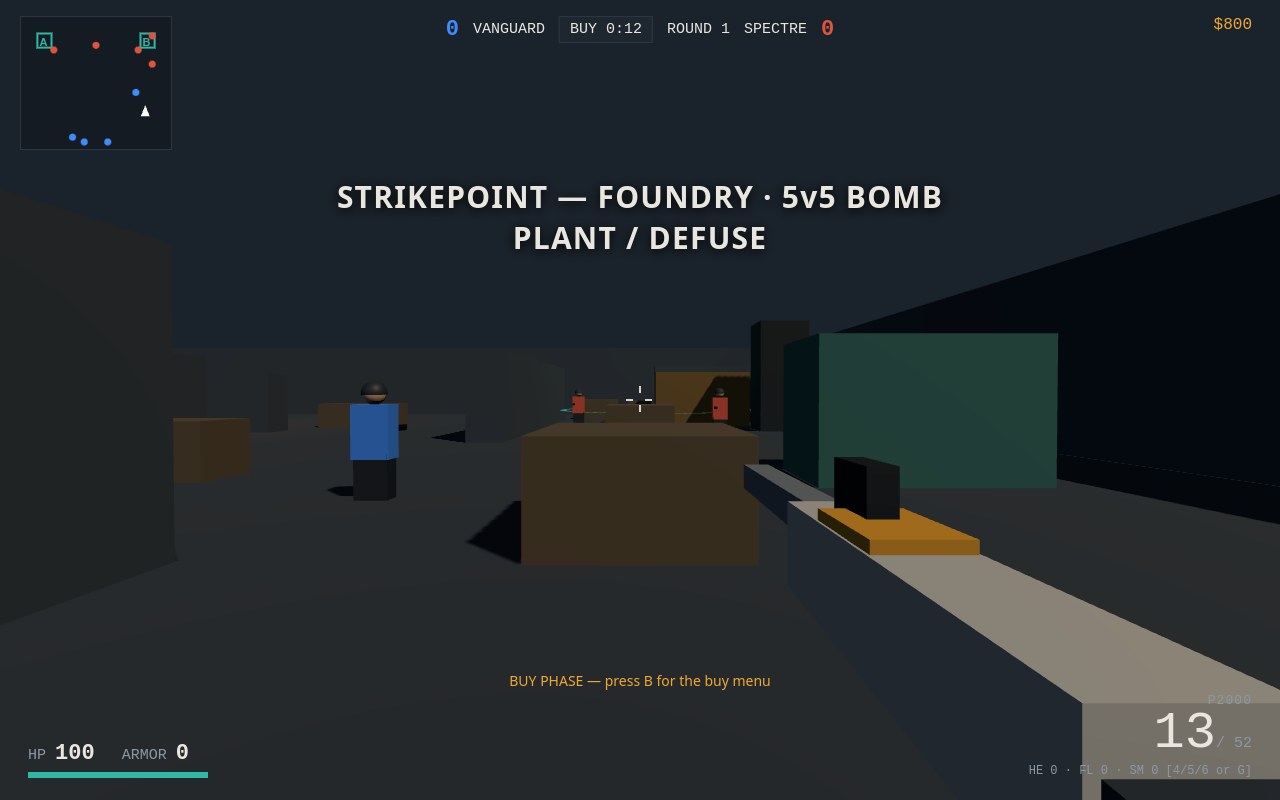 A
B
0 VANGUARD BUY 0:12 ROUND 1 SPECTRE 0
$800
STRIKEPOINT — FOUNDRY · 5v5 BOMB
PLANT / DEFUSE
BUY PHASE — press B for the buy menu
P2000
13 / 52
HP 100 ARMOR 0
HE 0 · FL 0 · SM 0 [4/5/6 or G]